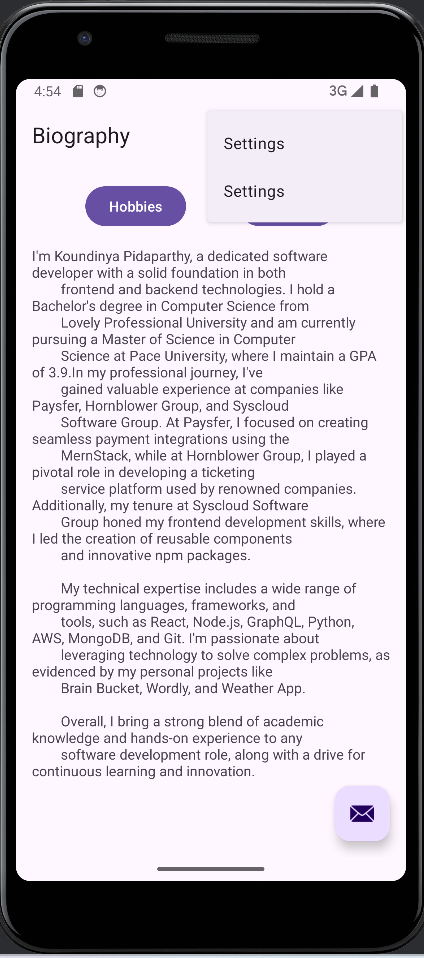 4:54
3G
Biography
Settings
Settings
Hobbies
I'm Koundinya Pidaparthy, a dedicated software
developer with a solid foundation in both
frontend and backend technologies. I hold a
Bachelor's degree in Computer Science from
Lovely Professional University and am currently
pursuing a Master of Science in Computer
Science at Pace University, where I maintain a GPA
of 3.9.In my professional journey, I've
gained valuable experience at companies like
Paysfer, Hornblower Group, and Syscloud
Software Group. At Paysfer, I focused on creating
seamless payment integrations using the
MernStack, while at Hornblower Group, I played a
pivotal role in developing a ticketing
service platform used by renowned companies.
Additionally, my tenure at Syscloud Software
Group honed my frontend development skills, where
I led the creation of reusable components
and innovative npm packages.
My technical expertise includes a wide range of
programming languages, frameworks, and
tools, such as React, Node.js, GraphQL, Python,
AWS, MongoDB, and Git. I'm passionate about
leveraging technology to solve complex problems, as
evidenced by my personal projects like
Brain Bucket, Wordly, and Weather App.
Overall, I bring a strong blend of academic
knowledge and hands-on experience to any
software development role, along with a drive for
continuous learning and innovation.